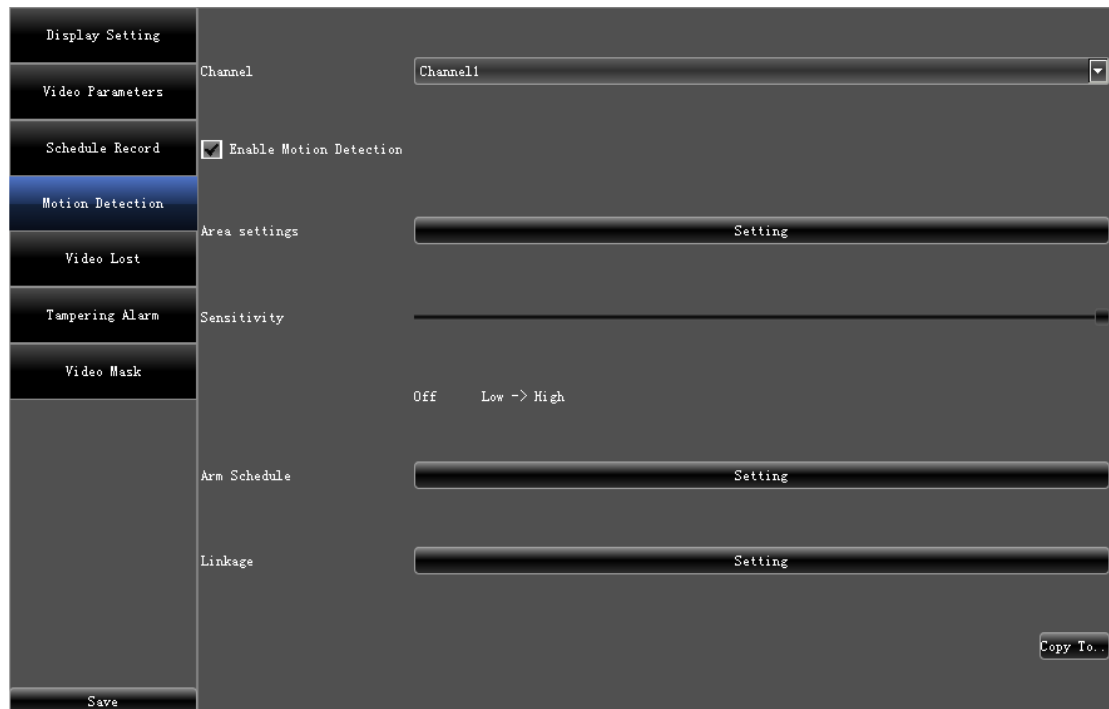 Display Setting
Video Parameters
Schedule Record
Motion Detection
Video Lost
Tampering Alarm
Video Mask
Save
Channel
Channel1
Enable Motion Detection
Area settings
Setting
Sensitivity
Off Low -> High
Arm Schedule
Setting
Linkage
Setting
Copy To..